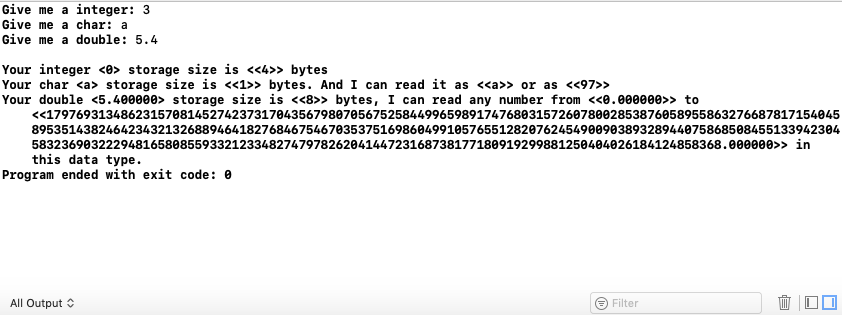 Give me a integer: 3
Give me a char: a
Give me a double: 5.4
Your integer <0> storage size is <<4>> bytes
Your char <a> storage size is <<1>> bytes. And I can read it as <<a>> or as <<97>>
Your double <5.400000> storage size is <<8>> bytes, I can read any number from <<0.000000>> to
<<179769313486231570814527423731704356798070567525844996598917476803157260780028538760589558632766878171540458953514382464234321326889464182768467546703537516986049910576551282076245490090389328944075868508455133942304583236903222948165808559332123348274797826204144723168738177180919299881250404026184124858368.000000>> in
this data type.
Program ended with exit code: 0
All Output
Filter